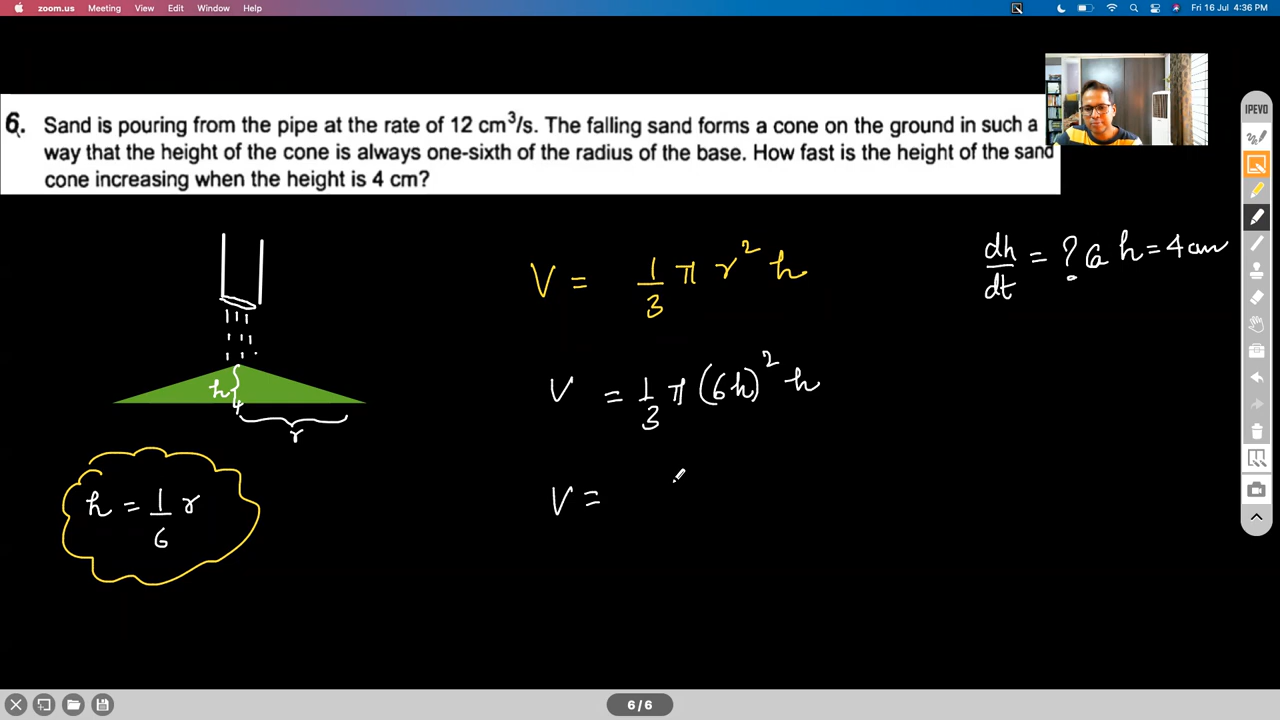 zoom.us Meeting View Edit Window Help Fri 16 Jul 4:36 PM
6. Sand is pouring from the pipe at the rate of 12 cm³/s. The falling sand forms a cone on the ground in such a
way that the height of the cone is always one-sixth of the radius of the base. How fast is the height of the sand
cone increasing when the height is 4 cm?
IPEVO
V = 1/3 π r² h
dh/dt = ? @ h = 4 cm
h
r
V = 1/3 π (6h)² h
h = 1/6 r
V =
6 / 6